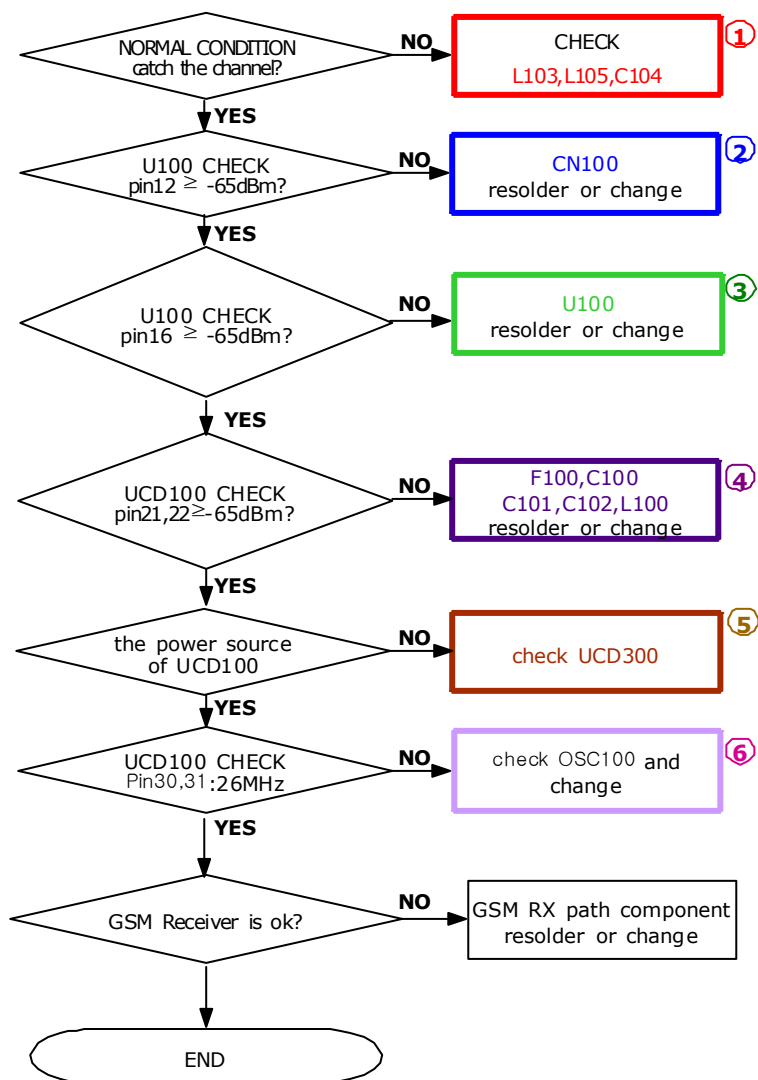 NORMAL CONDITION
catch the channel?
NO
CHECK
L103,L105,C104
1
YES
U100 CHECK
pin12 ≥ -65dBm?
NO
CN100
resolder or change
2
YES
U100 CHECK
pin16 ≥ -65dBm?
NO
U100
resolder or change
3
YES
UCD100 CHECK
pin21,22≥-65dBm?
NO
F100,C100
C101,C102,L100
resolder or change
4
YES
the power source
of UCD100
NO
check UCD300
5
YES
UCD100 CHECK
Pin30,31:26MHz
NO
check OSC100 and
change
6
YES
GSM Receiver is ok?
NO
GSM RX path component
resolder or change
END